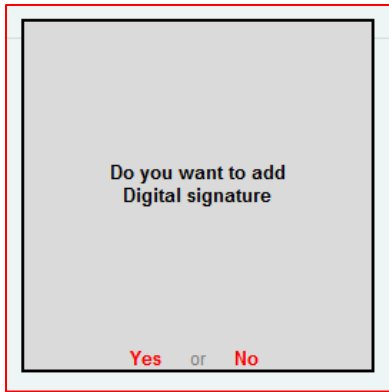 Do you want to add
Digital signature
Yes or No